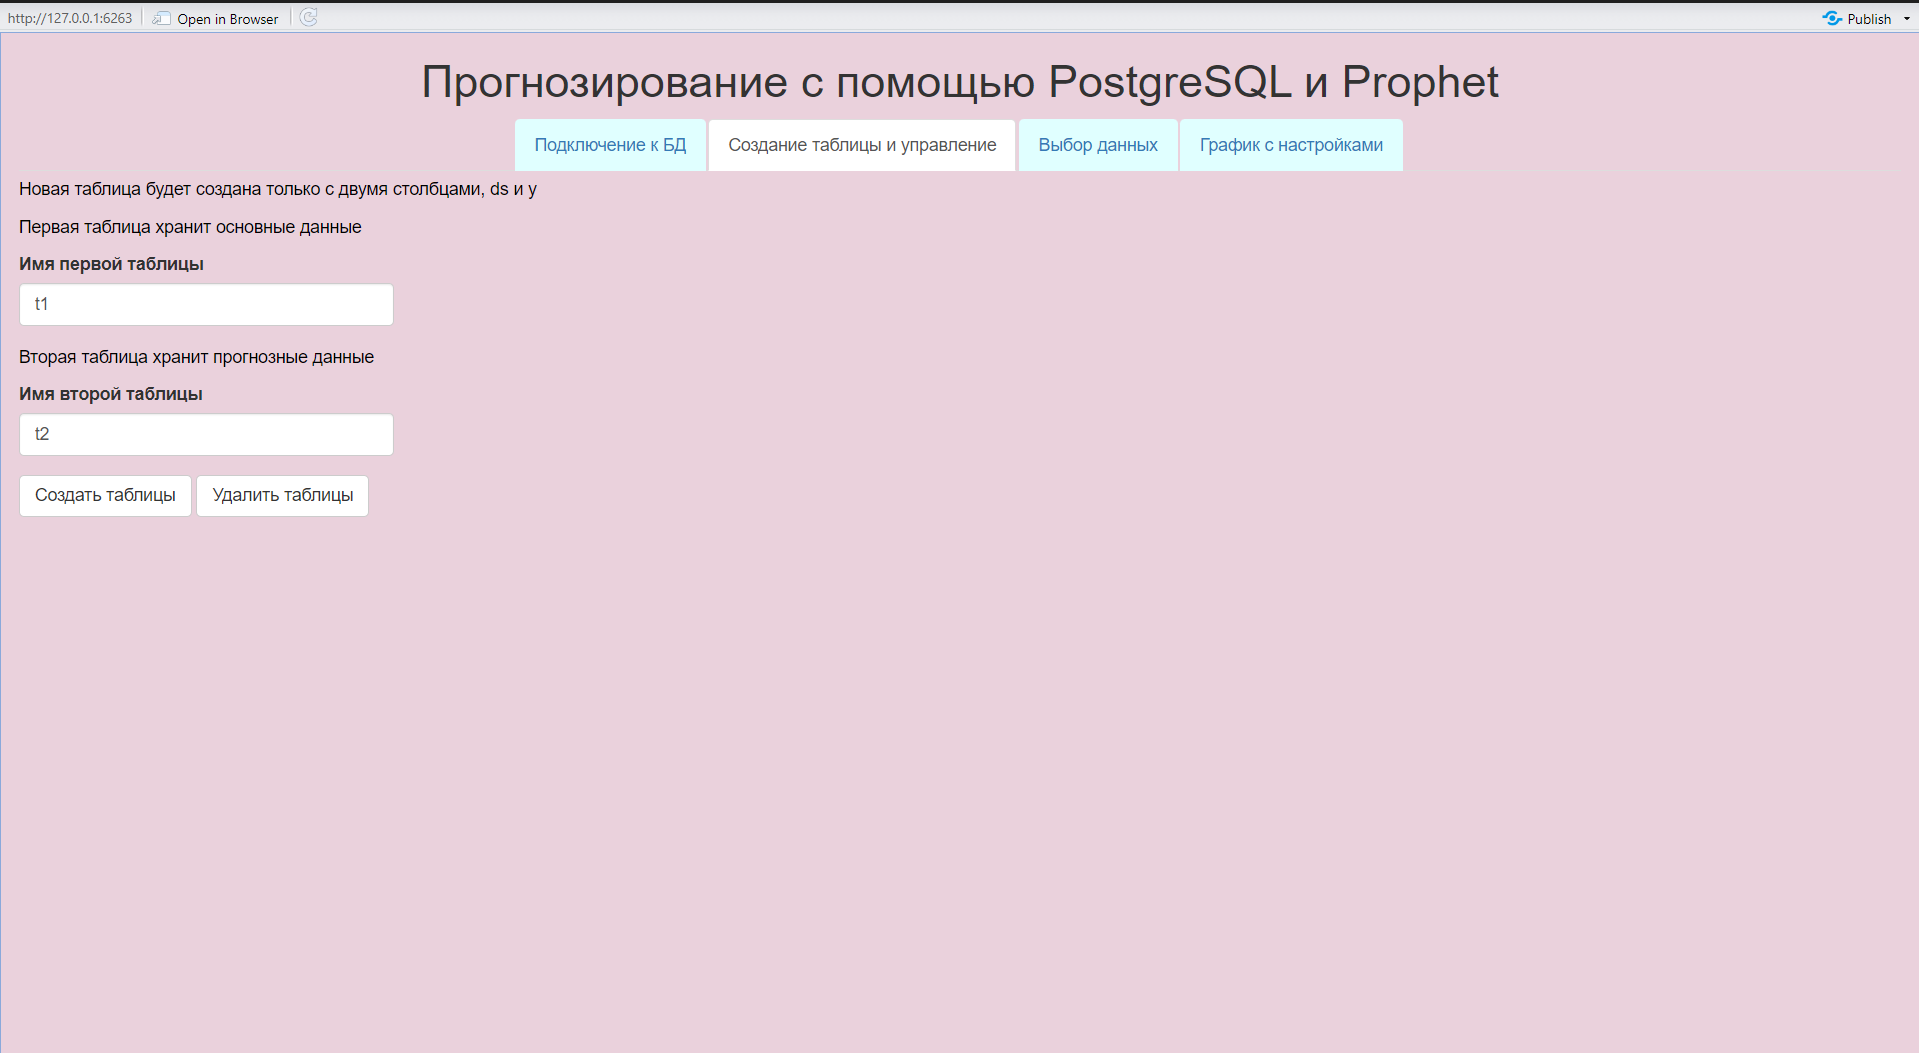 http://127.0.0.1:6263 Open in Browser Publish
Прогнозирование с помощью PostgreSQL и Prophet
Подключение к БД Создание таблицы и управление Выбор данных График с настройками
Новая таблица будет создана только с двумя столбцами, ds и y
Первая таблица хранит основные данные
Имя первой таблицы
t1
Вторая таблица хранит прогнозные данные
Имя второй таблицы
t2
Создать таблицы Удалить таблицы